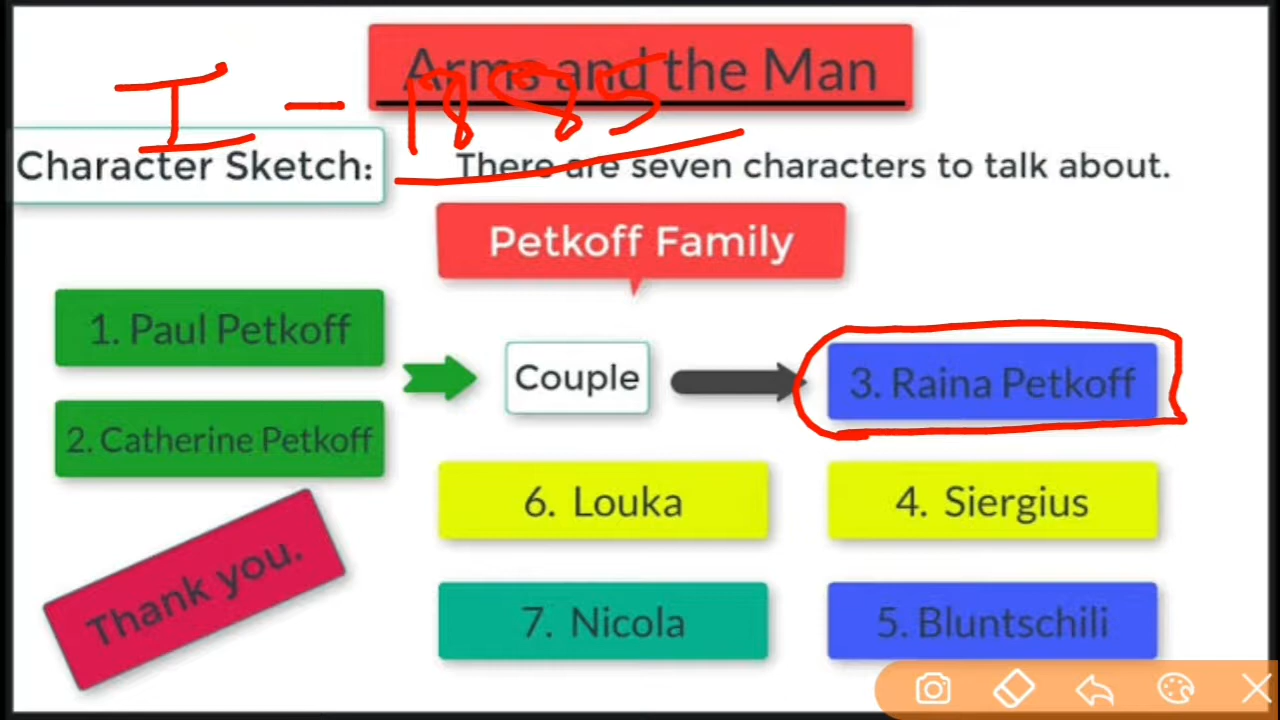 Arms and the Man
I - 1885
Character Sketch:
There are seven characters to talk about.
Petkoff Family
1. Paul Petkoff
2. Catherine Petkoff
Couple
3. Raina Petkoff
6. Louka
4. Siergius
7. Nicola
5. Bluntschili
Thank you.